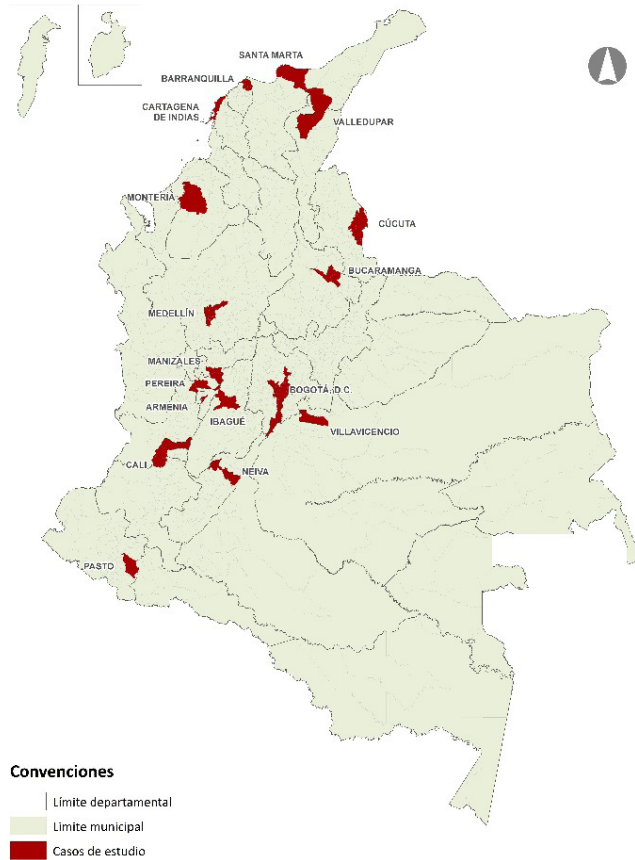 SANTA MARTA
BARRANQUILLA
CARTAGENA
DE INDIAS
VALLEDUPAR
MONTERÍA
CÚCUTA
BUCARAMANGA
MEDELLÍN
MANIZALES
PEREIRA
BOGOTÁ, D.C.
ARMENIA
IBAGUÉ
VILLAVICENCIO
CALI
NEIVA
PASTO
Convenciones
Límite departamental
Limite municipal
Casos de estudio